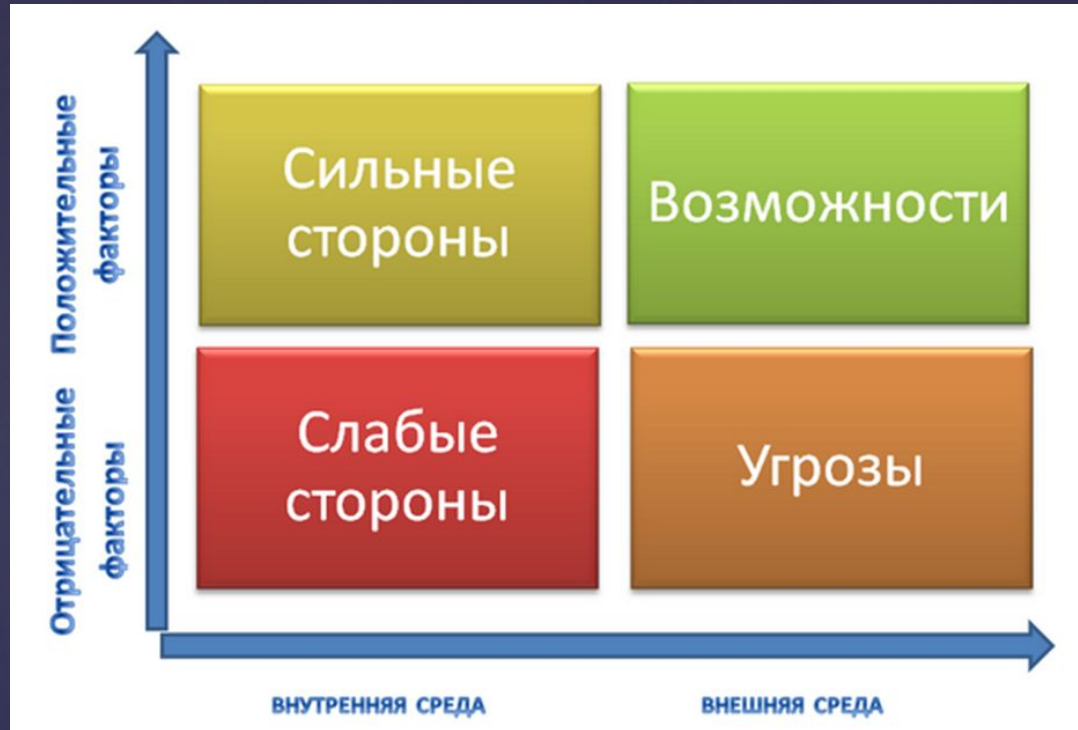 Положительные
факторы
Сильные
стороны
Возможности
Отрицательные
факторы
Слабые
стороны
Угрозы
ВНУТРЕННЯЯ СРЕДА
ВНЕШНЯЯ СРЕДА